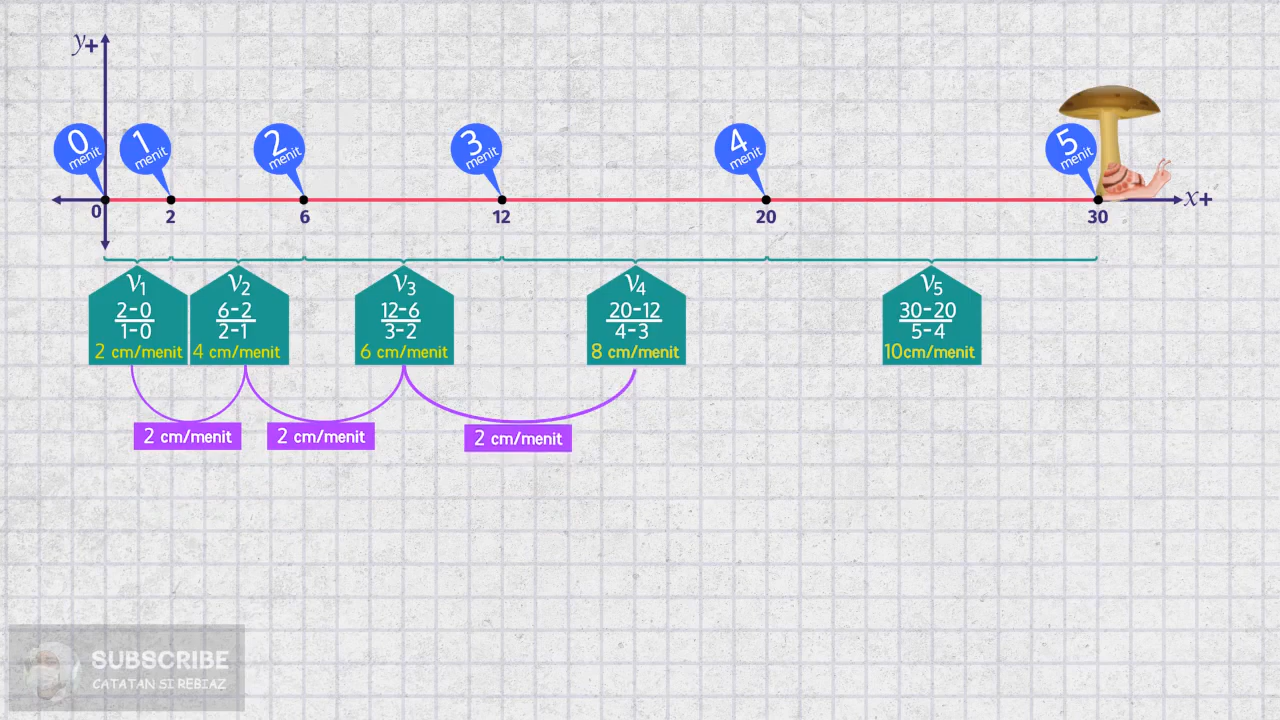 y+
0 menit
1 menit
2 menit
3 menit
4 menit
5 menit
x+
0 2 6 12 20 30
V1
2-0
1-0
2 cm/menit
V2
6-2
2-1
4 cm/menit
V3
12-6
3-2
6 cm/menit
V4
20-12
4-3
8 cm/menit
V5
30-20
5-4
10cm/menit
2 cm/menit
2 cm/menit
2 cm/menit
SUBSCRIBE
CATATAN SI REBIAZ